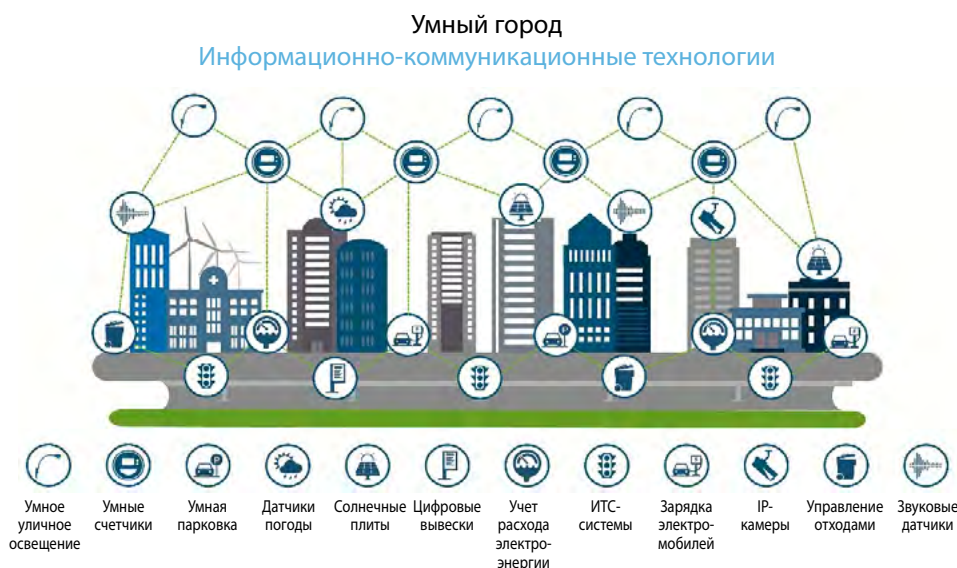 Умный город
Информационно-коммуникационные технологии
Умное
уличное
освещение
Умные
счетчики
Умная
парковка
Датчики
погоды
Солнечные
плиты
Цифровые
вывески
Учет
расхода
электро-
энергии
ИТС-
системы
Зарядка
электро-
мобилей
IP-
камеры
Управление
отходами
Звуковые
датчики